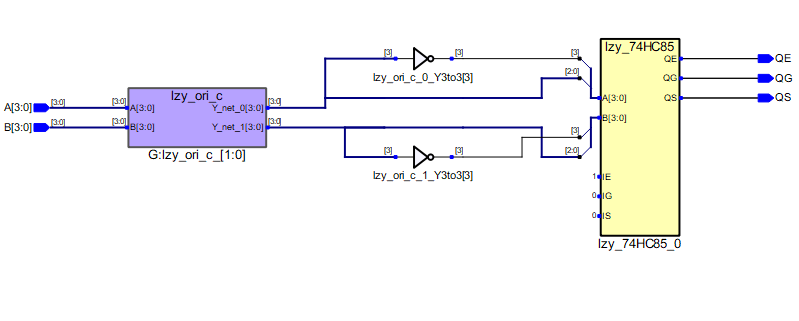 lzy_74HC85
[3]
[3]
[3]
QE
QE
lzy_ori_c_0_Y3to3[3]
[2:0]
QG
QG
lzy_ori_c
A[3:0]
QS
QS
A[3:0]
[3:0]
[3:0]
A[3:0]
Y_net_0[3:0]
[3:0]
B[3:0]
[3:0]
[3:0]
B[3:0]
Y_net_1[3:0]
[3:0]
B[3:0]
[3]
G:lzy_ori_c_[1:0]
[3]
[3]
[2:0]
lzy_ori_c_1_Y3to3[3]
1
IE
0
IG
0
IS
lzy_74HC85_0